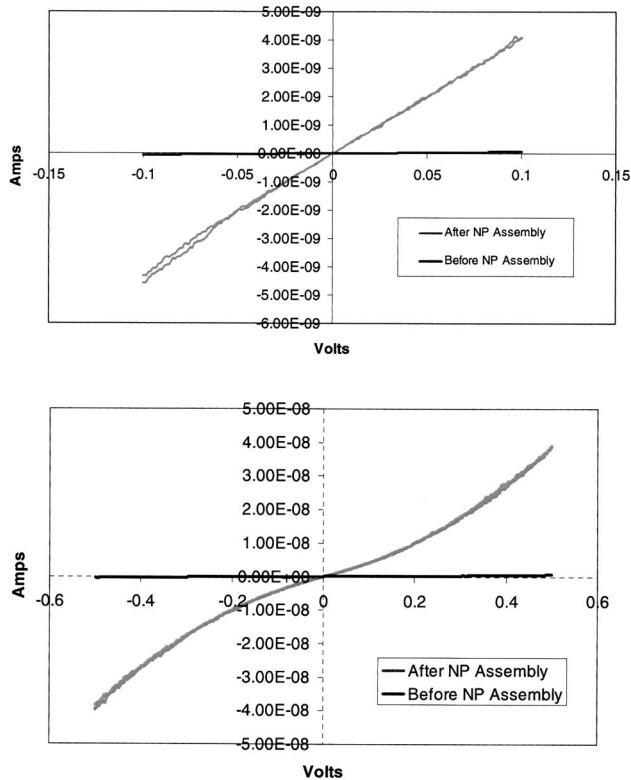 5.00E-09
4.00E-09
3.00E-09
2.00E-09
1.00E-09
0.00E+00
-0.15 -0.1 -0.05 0 0.05 0.1 0.15
-1.00E-09
-2.00E-09
-3.00E-09
-4.00E-09
-5.00E-09
-6.00E-09
Amps
After NP Assembly
Before NP Assembly
Volts
5.00E-08
4.00E-08
3.00E-08
2.00E-08
1.00E-08
0.00E+00
-0.6 -0.4 -0.2 0 0.2 0.4 0.6
-1.00E-08
-2.00E-08
-3.00E-08
-4.00E-08
-5.00E-08
Amps
After NP Assembly
Before NP Assembly
Volts